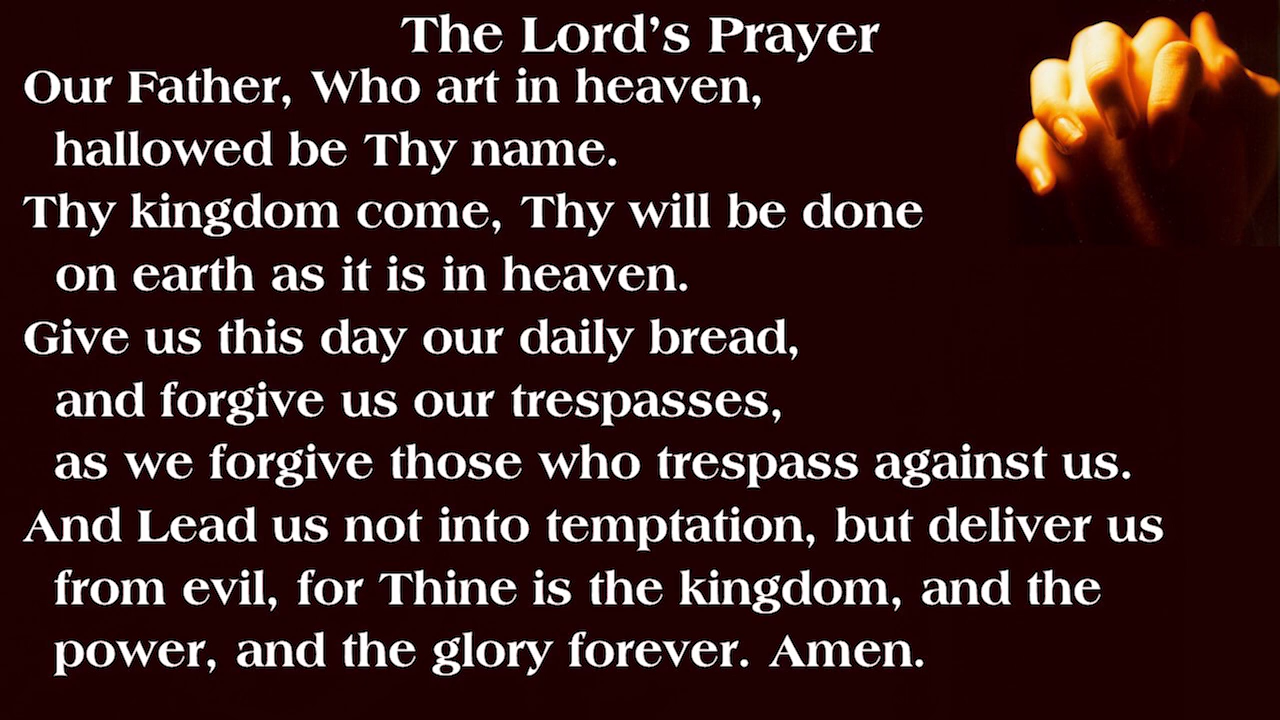 The Lord’s Prayer
Our Father, Who art in heaven,
hallowed be Thy name.
Thy kingdom come, Thy will be done
on earth as it is in heaven.
Give us this day our daily bread,
and forgive us our trespasses,
as we forgive those who trespass against us.
And Lead us not into temptation, but deliver us
from evil, for Thine is the kingdom, and the
power, and the glory forever. Amen.